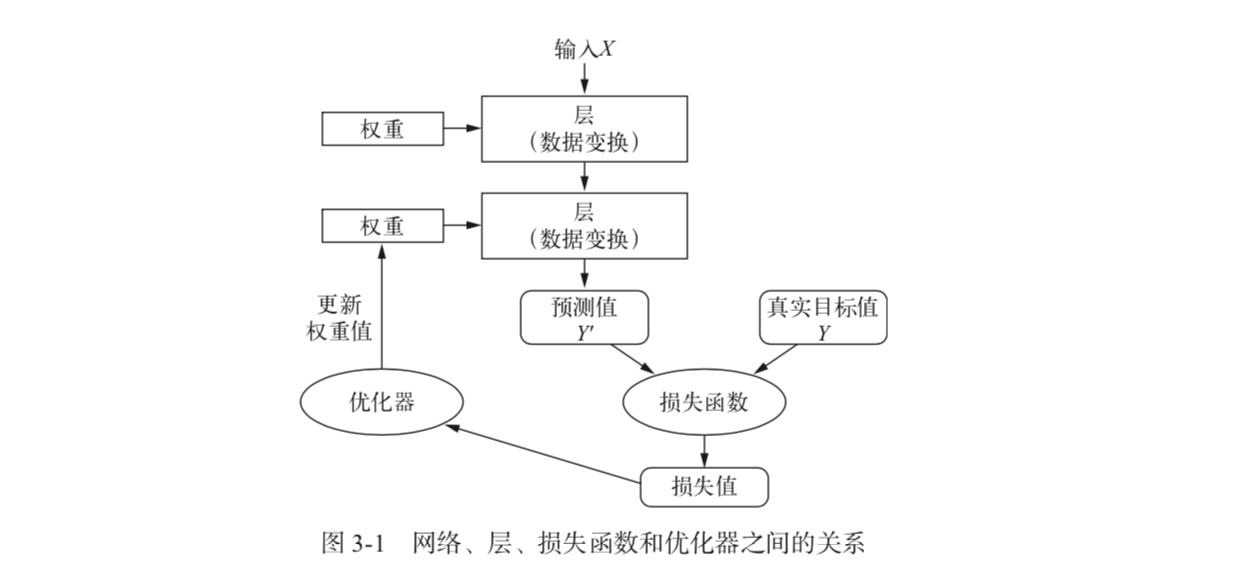 输入X
层
（数据变换）
权重
层
（数据变换）
权重
预测值
Y′
真实目标值
Y
更新
权重值
优化器
损失函数
损失值
图 3-1 网络、层、损失函数和优化器之间的关系